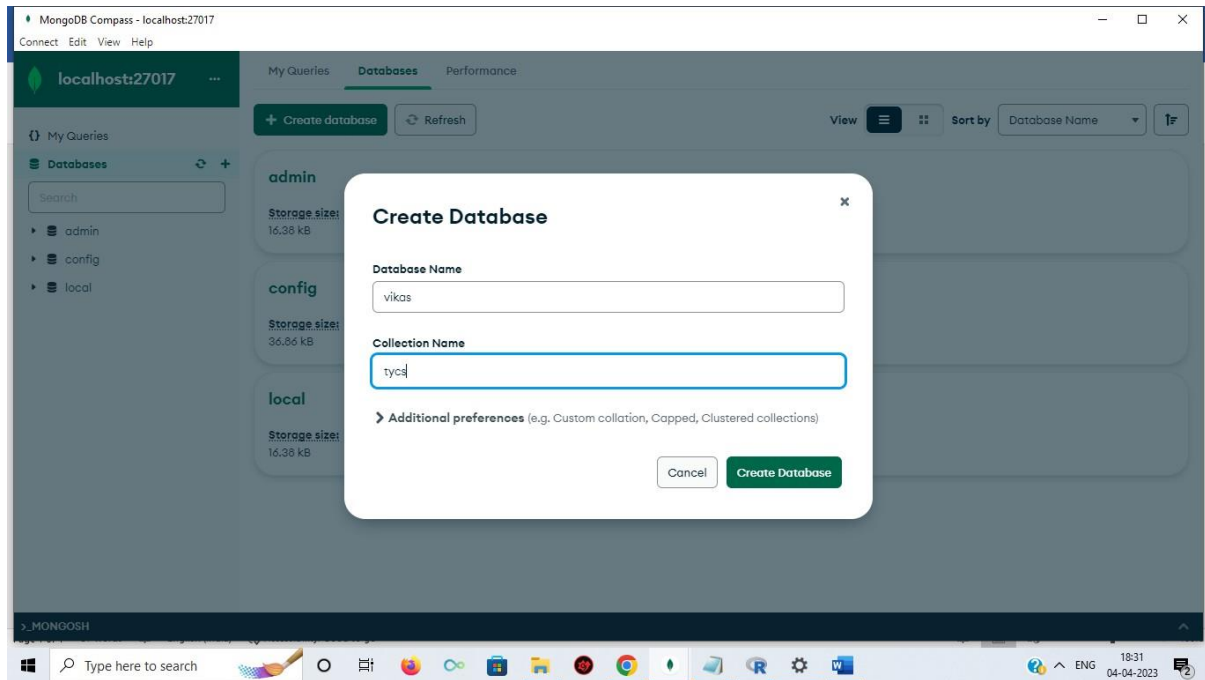 MongoDB Compass - localhost:27017
Connect Edit View Help
localhost:27017 ...
My Queries Databases Performance
+ Create database Refresh View Sort by Database Name
{} My Queries
Databases
Search
admin
config
local
admin
Storage size:
16.38 kB
config
Storage size:
36.86 kB
local
Storage size:
16.38 kB
Create Database
Database Name
vikas
Collection Name
tycs
Additional preferences (e.g. Custom collation, Capped, Clustered collections)
Cancel Create Database
>_MONGOSH
Type here to search
ENG
18:31
04-04-2023
2